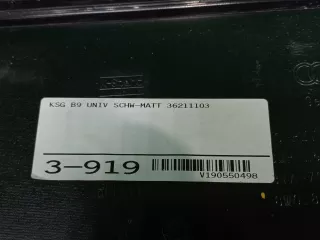 KSG B9 UNIV SCHW-MATT 36211103
3-919
V190550498